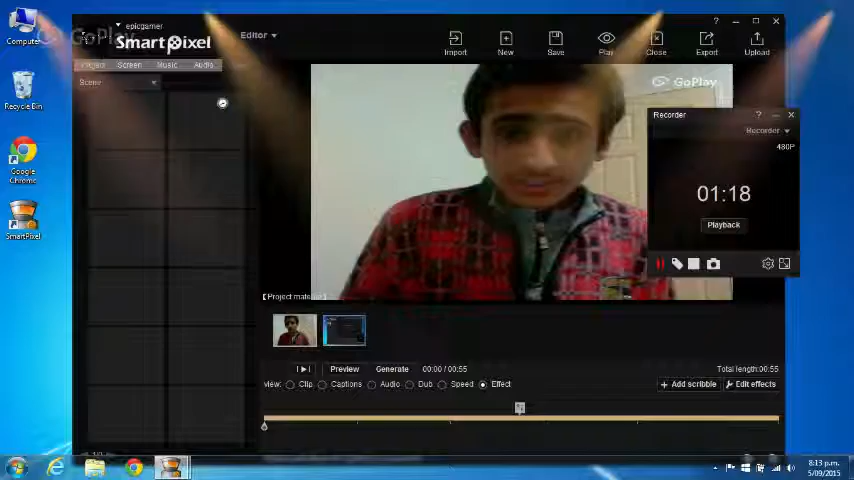 epicgamer
SmartPixel
Editor
Import
New
Save
Play
Close
Export
Upload
Computer
GoPlay
Project
Screen
Music
Audio
Scene
GoPlay
Recorder
Recorder
480P
01:18
Playback
Recycle Bin
Google Chrome
SmartPixel
Preview
Generate
00:00 / 00:55
Total length:00:55
view:
Clip
Captions
Audio
Dub
Speed
Effect
Add scribble
Edit effects
8:13 p.m.
5/09/2015